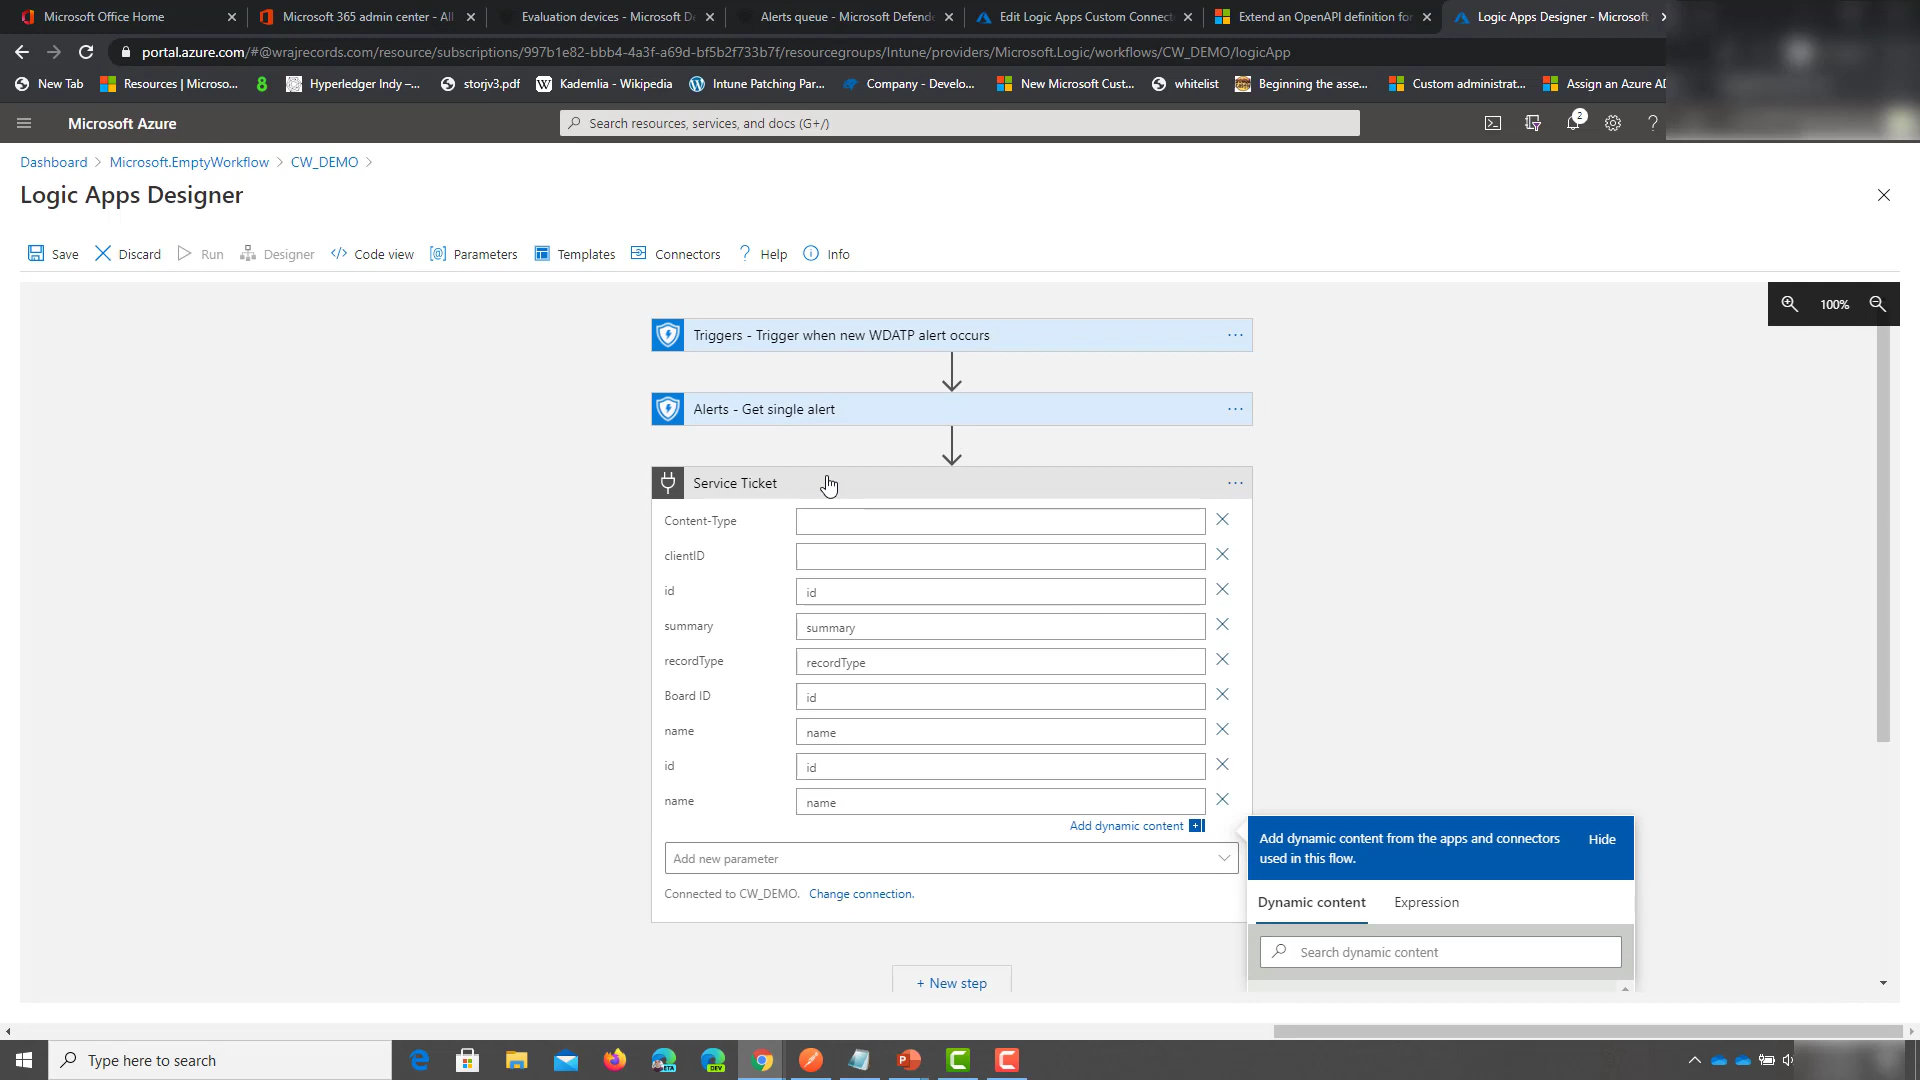 Microsoft Office Home
Microsoft 365 admin center - All
Evaluation devices - Microsoft De
Alerts queue - Microsoft Defende
Edit Logic Apps Custom Connect
Extend an OpenAPI definition for
Logic Apps Designer - Microsoft
portal.azure.com/#@wrajrecords.com/resource/subscriptions/997b1e82-bbb4-4a3f-a69d-bf5b2f733b7f/resourcegroups/Intune/providers/Microsoft.Logic/workflows/CW_DEMO/logicApp
New Tab
Resources | Microso...
8
Hyperledger Indy –...
storjv3.pdf
W Kademlia - Wikipedia
Intune Patching Par...
Company - Develo...
New Microsoft Cust...
whitelist
Beginning the asse...
Custom administrat...
Assign an Azure AD
Microsoft Azure
Search resources, services, and docs (G+/)
2
?
Dashboard > Microsoft.EmptyWorkflow > CW_DEMO >
Logic Apps Designer
Save
Discard
Run
Designer
</> Code view
[@] Parameters
Templates
Connectors
? Help
Info
100%
Triggers - Trigger when new WDATP alert occurs ...
Alerts - Get single alert ...
Service Ticket ...
Content-Type
clientID
id id
summary summary
recordType recordType
Board ID id
name name
id id
name name
Add dynamic content +
Add new parameter
Connected to CW_DEMO. Change connection.
+ New step
Add dynamic content from the apps and connectors
used in this flow.
Hide
Dynamic content
Expression
Search dynamic content
Type here to search
BETA
DEV